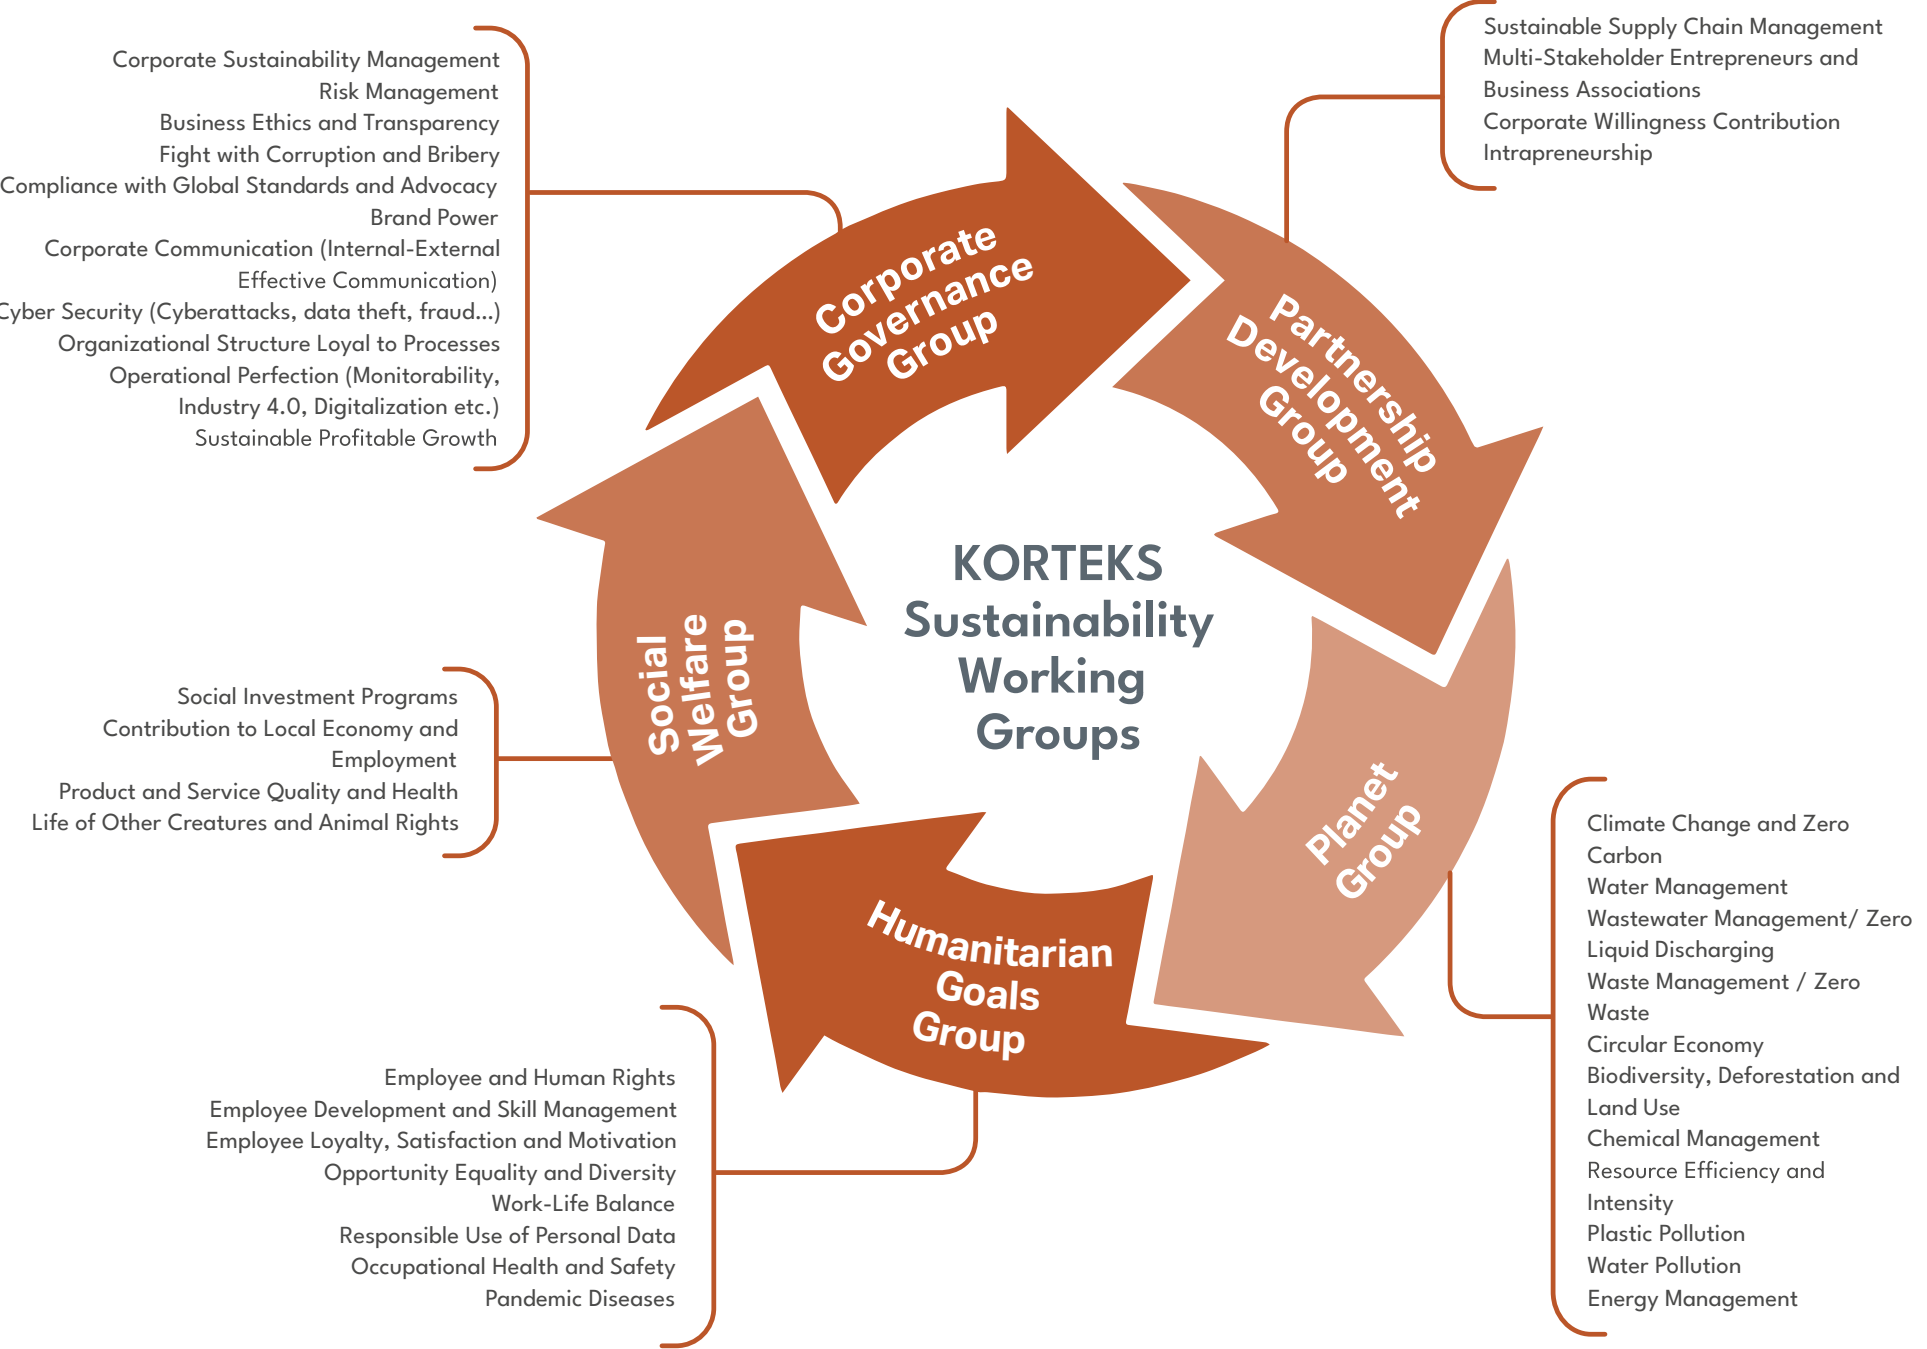 Corporate Sustainability Management
Risk Management
Business Ethics and Transparency
Fight with Corruption and Bribery
Compliance with Global Standards and Advocacy
Brand Power
Corporate Communication (Internal-External
Effective Communication)
Cyber Security (Cyberattacks, data theft, fraud...)
Organizational Structure Loyal to Processes
Operational Perfection (Monitorability,
Industry 4.0, Digitalization etc.)
Sustainable Profitable Growth
Sustainable Supply Chain Management
Multi-Stakeholder Entrepreneurs and
Business Associations
Corporate Willingness Contribution
Intrapreneurship
Corporate
Governance
Group
Partnership
Development
Group
KORTEKS
Sustainability
Working
Groups
Social
Welfare
Group
Planet
Group
Humanitarian
Goals
Group
Social Investment Programs
Contribution to Local Economy and
Employment
Product and Service Quality and Health
Life of Other Creatures and Animal Rights
Climate Change and Zero
Carbon
Water Management
Wastewater Management/ Zero
Liquid Discharging
Waste Management / Zero
Waste
Circular Economy
Biodiversity, Deforestation and
Land Use
Chemical Management
Resource Efficiency and
Intensity
Plastic Pollution
Water Pollution
Energy Management
Employee and Human Rights
Employee Development and Skill Management
Employee Loyalty, Satisfaction and Motivation
Opportunity Equality and Diversity
Work-Life Balance
Responsible Use of Personal Data
Occupational Health and Safety
Pandemic Diseases